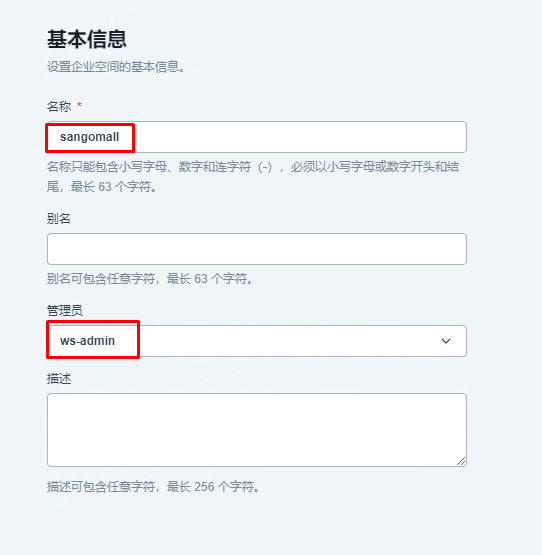 基本信息
设置企业空间的基本信息。
名称 *
sangomall
名称只能包含小写字母、数字和连字符（-），必须以小写字母或数字开头和结
尾，最长 63 个字符。
别名
别名可包含任意字符，最长 63 个字符。
管理员
ws-admin
描述
描述可包含任意字符，最长 256 个字符。